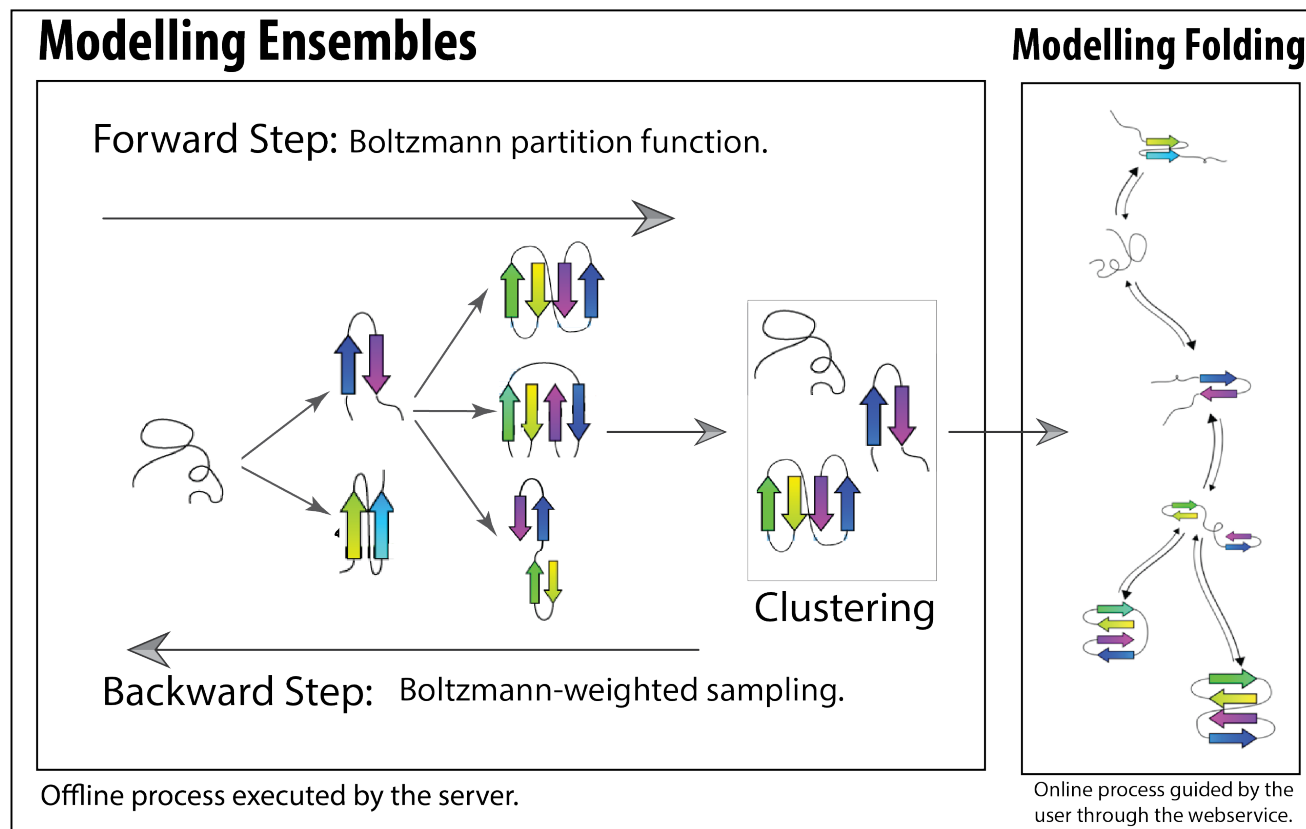 Modelling Ensembles
Modelling Folding
Forward Step: Boltzmann partition function.
Clustering
Backward Step: Boltzmann-weighted sampling.
Offline process executed by the server.
Online process guided by the
user through the webservice.